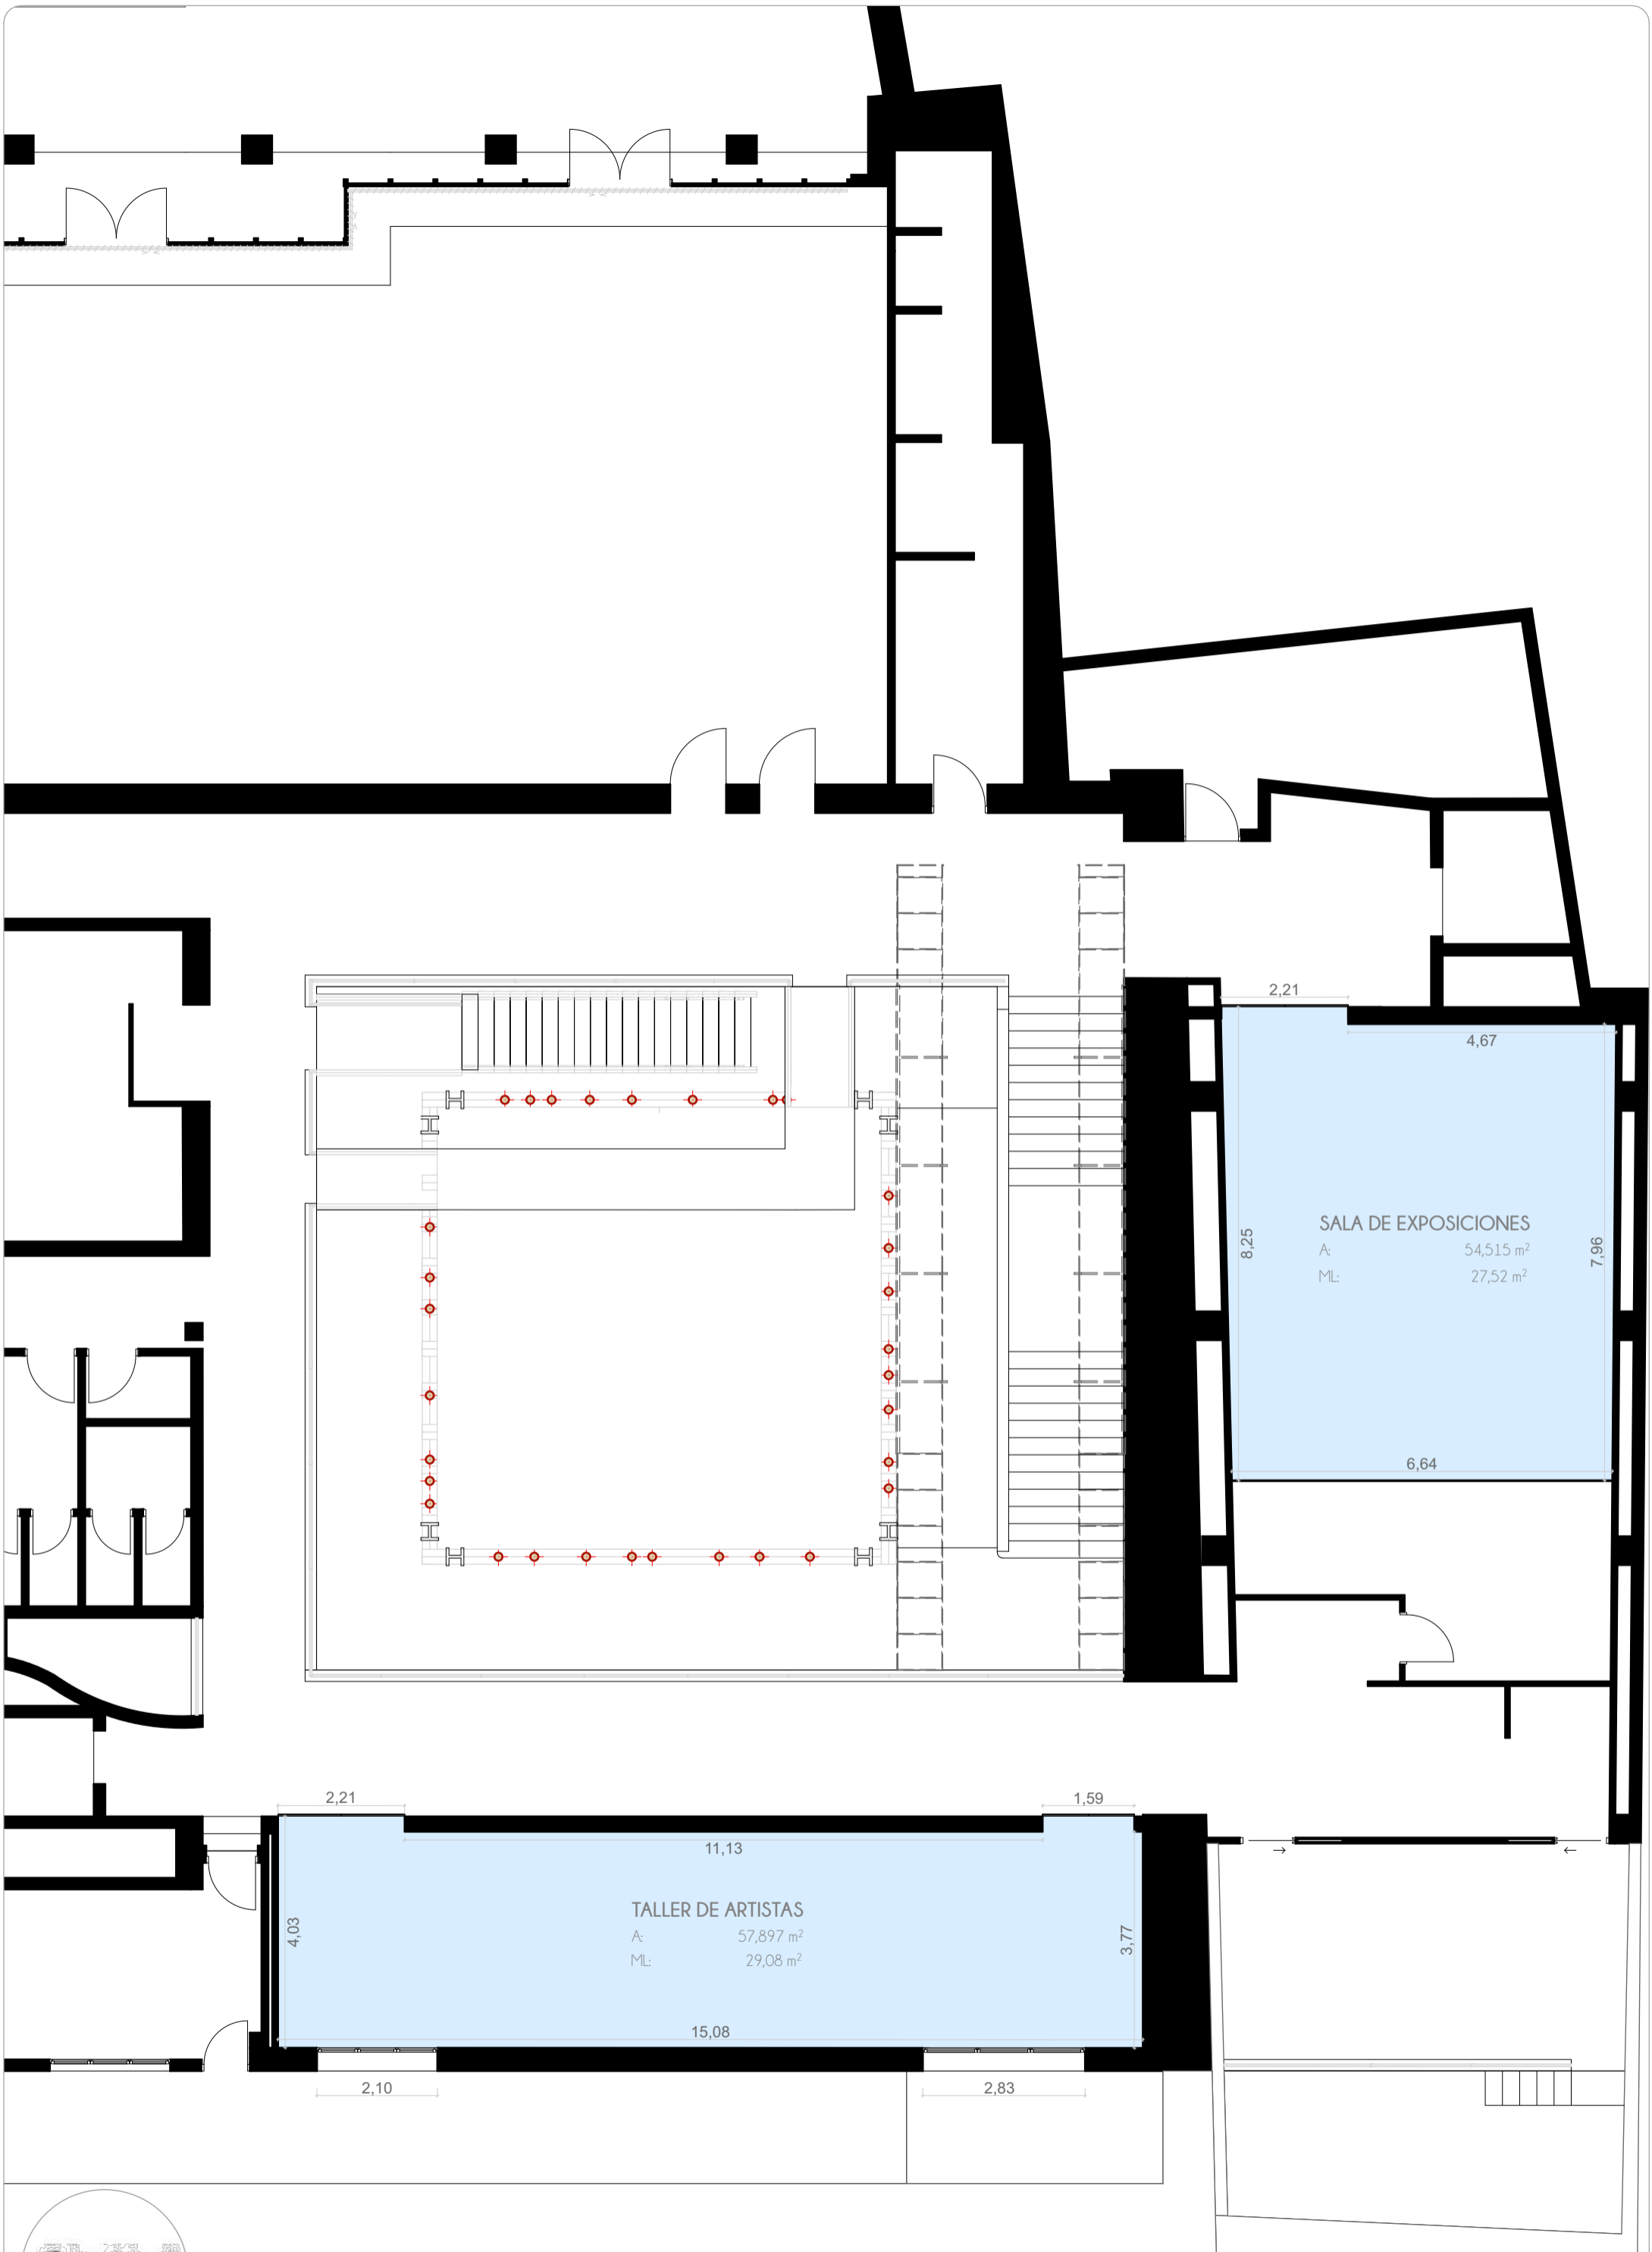 2,21
4,67
SALA DE EXPOSICIONES
A: 54,515 m²
ML: 27,52 m²
8,25
7,96
6,64
2,21
1,59
11,13
TALLER DE ARTISTAS
A: 57,897 m²
ML: 29,08 m²
4,03
3,77
15,08
2,10
2,83